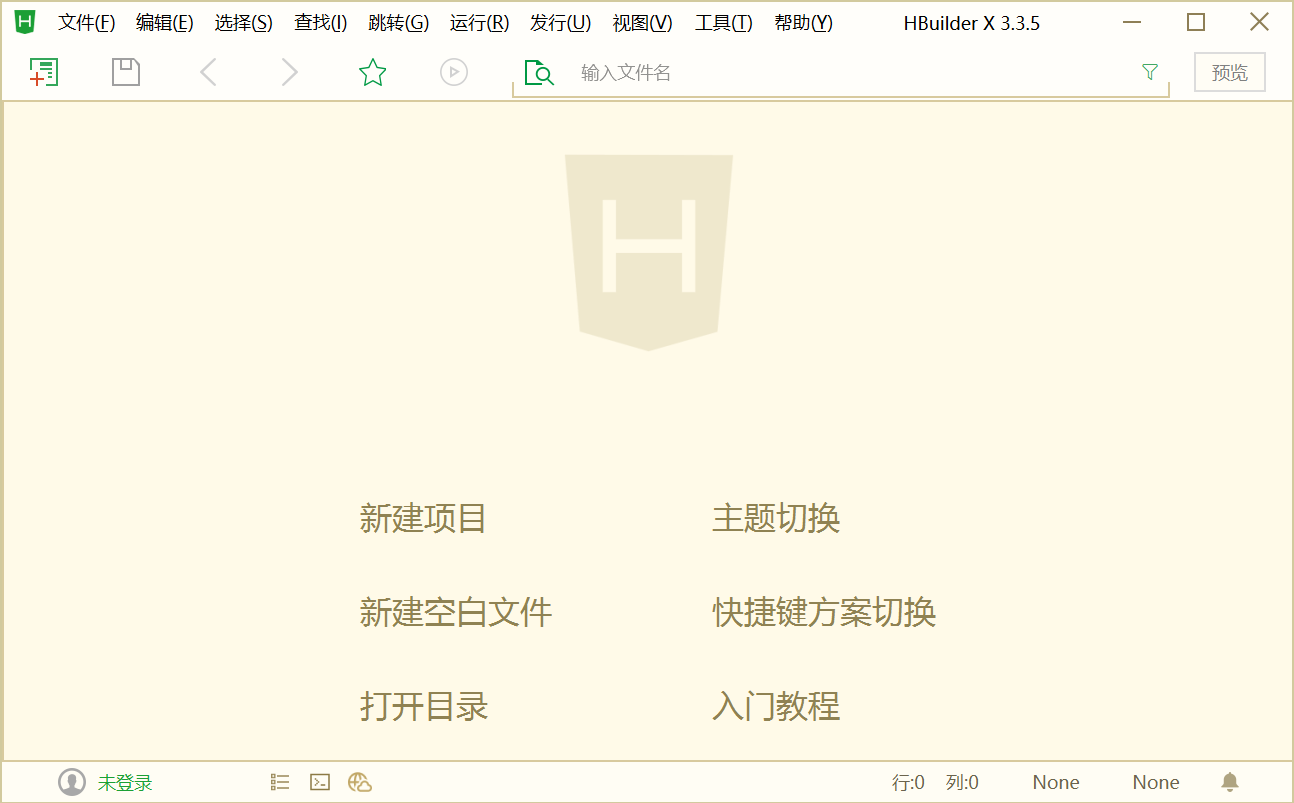 文件(F) 编辑(E) 选择(S) 查找(I) 跳转(G) 运行(R) 发行(U) 视图(V) 工具(T) 帮助(Y) HBuilder X 3.3.5
输入文件名 预览
H
新建项目 主题切换
新建空白文件 快捷键方案切换
打开目录 入门教程
未登录 行:0 列:0 None None